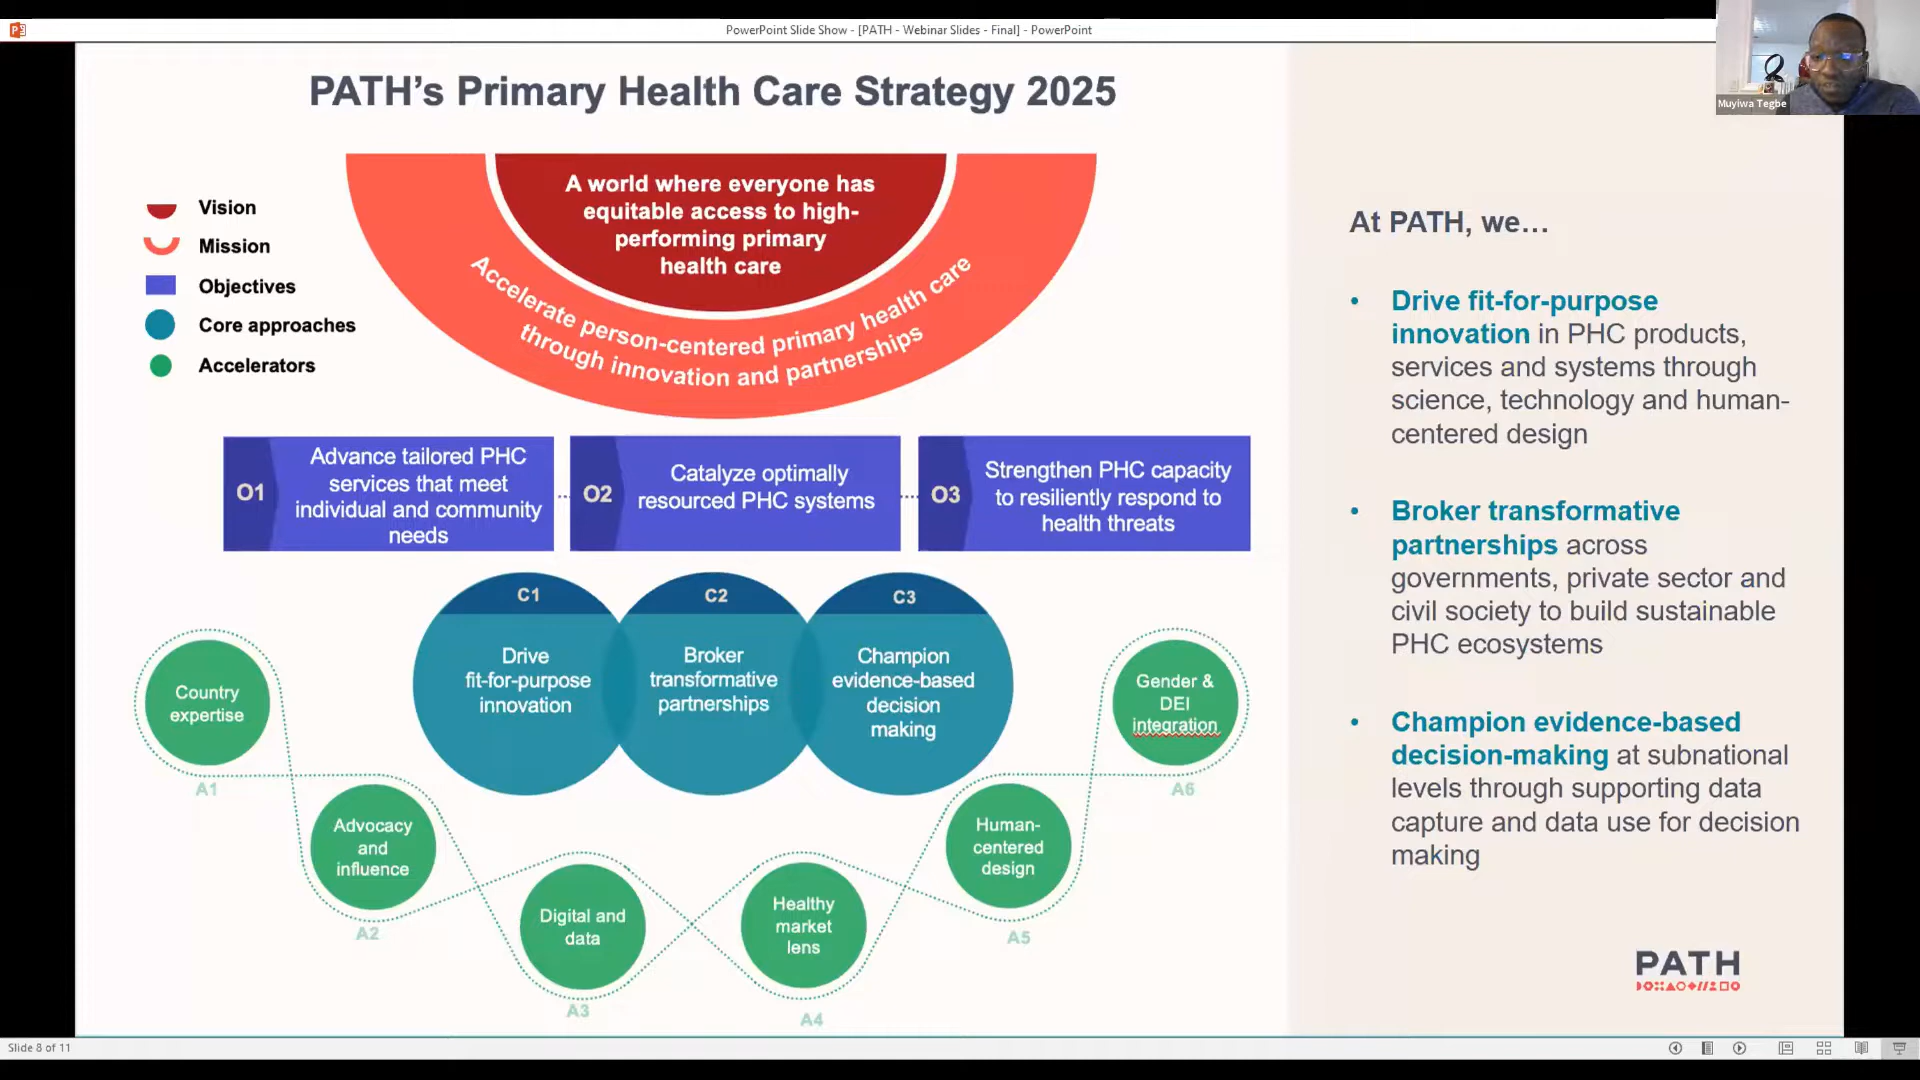 PowerPoint Slide Show - [PATH - Webinar Slides - Final] - PowerPoint
Muyiwa Tegbe
PATH's Primary Health Care Strategy 2025
Vision
Mission
Objectives
Core approaches
Accelerators
A world where everyone has
equitable access to high-
performing primary
health care
Accelerate person-centered primary health care
through innovation and partnerships
O1
Advance tailored PHC
services that meet
individual and community
needs
O2
Catalyze optimally
resourced PHC systems
O3
Strengthen PHC capacity
to resiliently respond to
health threats
C1
Drive
fit-for-purpose
innovation
C2
Broker
transformative
partnerships
C3
Champion
evidence-based
decision
making
Country
expertise
A1
Advocacy
and
influence
A2
Digital and
data
A3
Healthy
market
lens
A4
Human-
centered
design
A5
Gender &
DEI
integration
A6
At PATH, we…
• Drive fit-for-purpose
innovation in PHC products,
services and systems through
science, technology and human-
centered design
• Broker transformative
partnerships across
governments, private sector and
civil society to build sustainable
PHC ecosystems
• Champion evidence-based
decision-making at subnational
levels through supporting data
capture and data use for decision
making
PATH
Slide 8 of 11